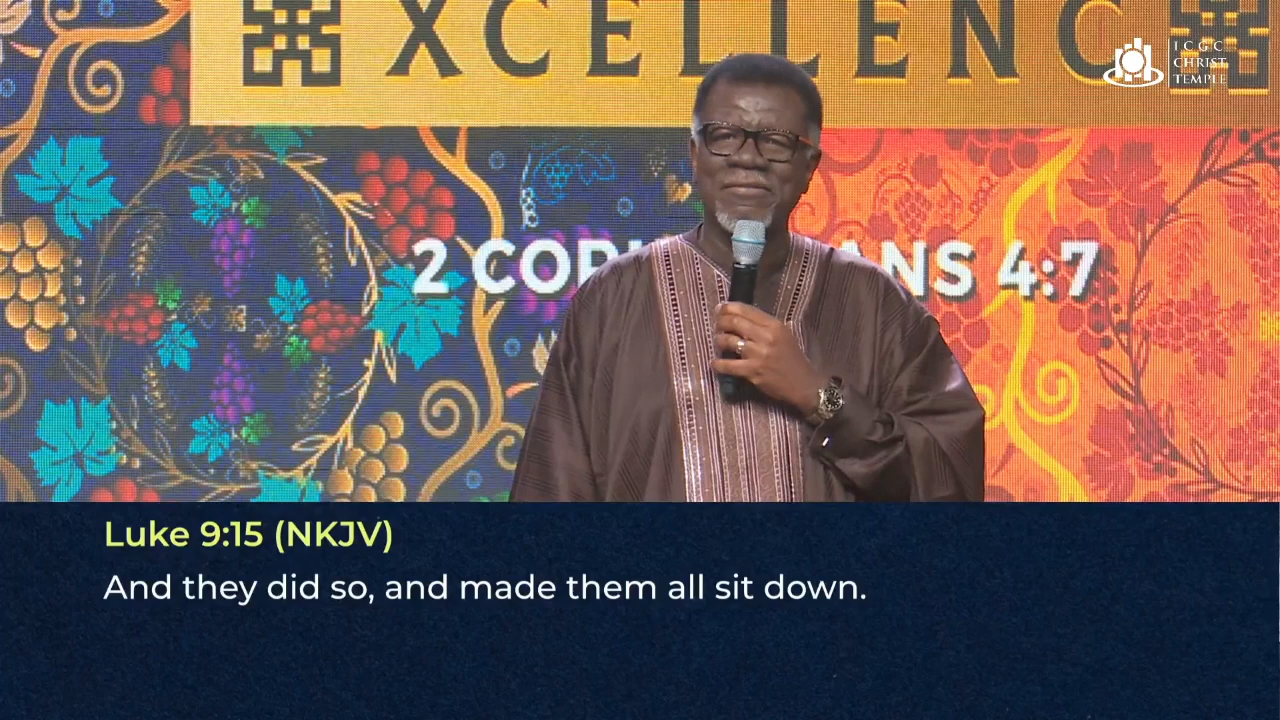 XCELLENC
ICGC
CHRIST
TEMPLE
2 COR ANS 4:7
Luke 9:15 (NKJV)
And they did so, and made them all sit down.